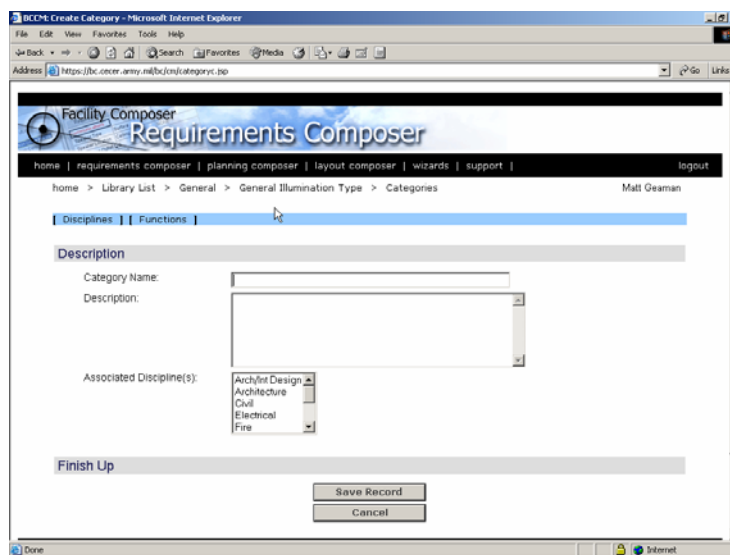 BCCM: Create Category - Microsoft Internet Explorer
File Edit View Favorites Tools Help
Back Search Favorites Media
Address https://bc.cecer.army.mil/bc/cm/categoryc.jsp Go Links
Facility Composer
Requirements Composer
home | requirements composer | planning composer | layout composer | wizards | support | logout
home > Library List > General > General Illumination Type > Categories Matt Geaman
[ Disciplines ] [ Functions ]
Description
Category Name:
Description:
Associated Discipline(s):
Arch/Int Design
Architecture
Civil
Electrical
Fire
Finish Up
Save Record
Cancel
Done Internet